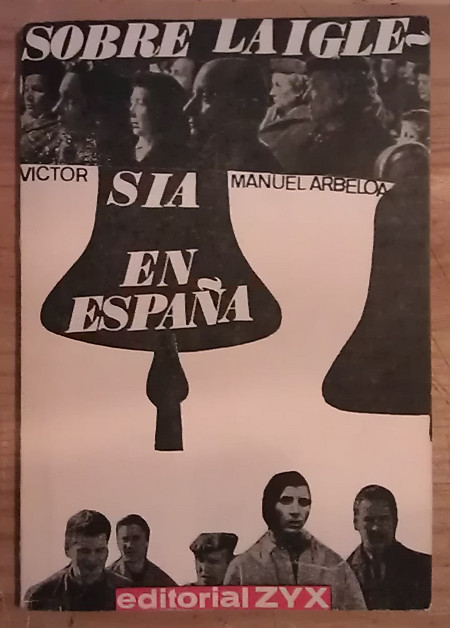 SOBRE LA IGLE-
VICTOR MANUEL ARBELOA
SIA
EN
ESPAÑA
editorial ZYX